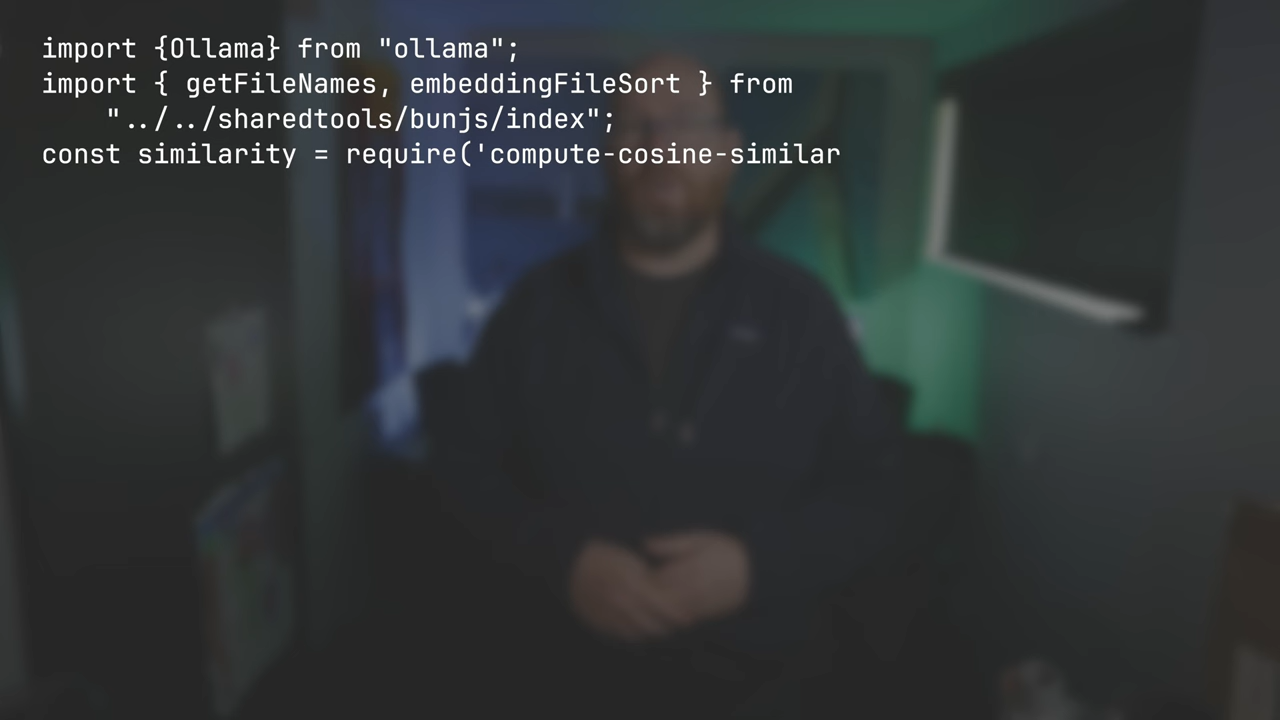 import {Ollama} from "ollama";
import { getFileNames, embeddingFileSort } from
"../../sharedtools/bunjs/index";
const similarity = require('compute-cosine-similar